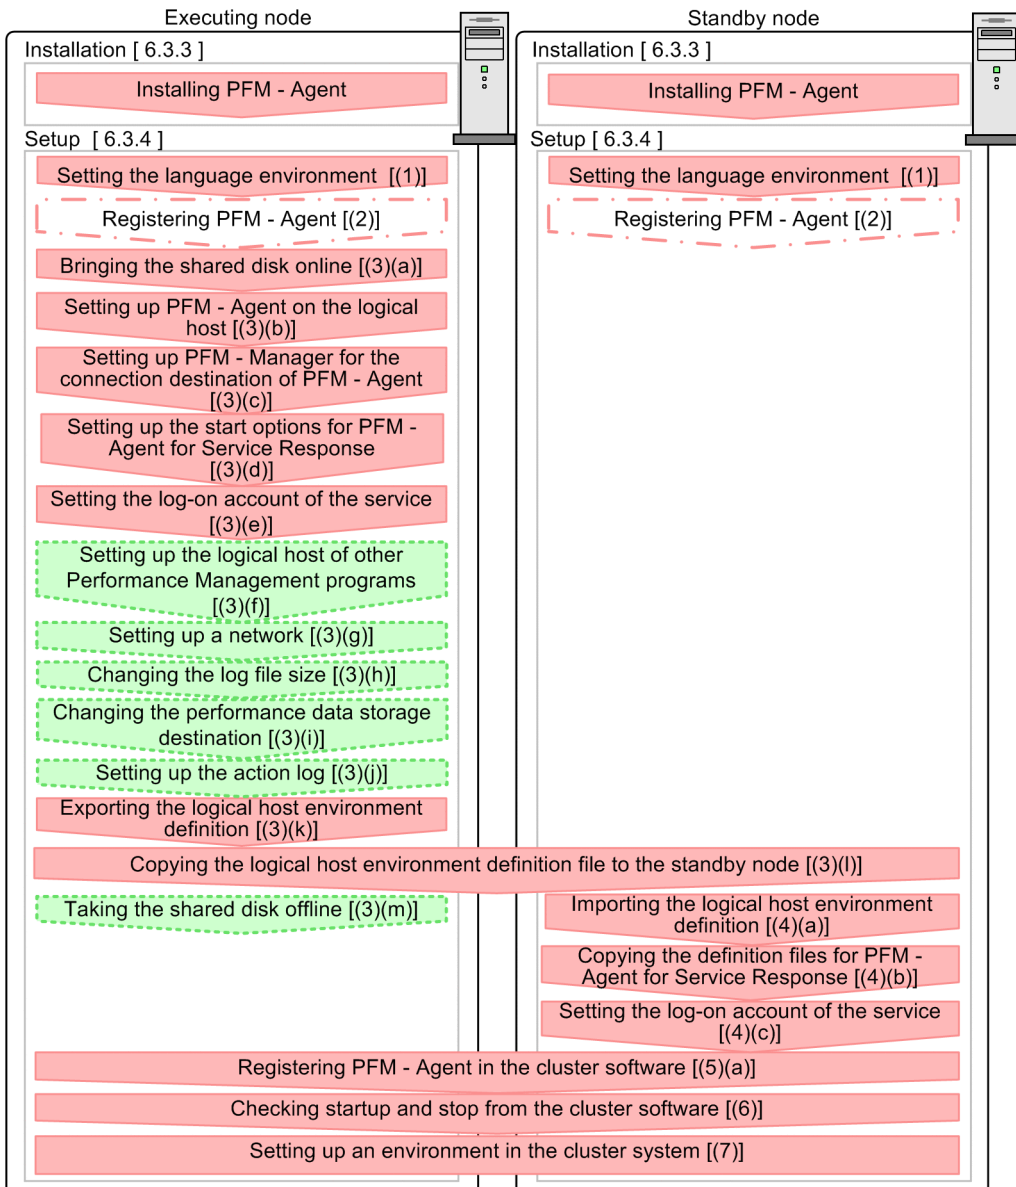 Executing node
Standby node
Installation [ 6.3.3 ]
Installation [ 6.3.3 ]
Installing PFM - Agent
Installing PFM - Agent
Setup [ 6.3.4 ]
Setup [ 6.3.4 ]
Setting the language environment [(1)]
Setting the language environment [(1)]
Registering PFM - Agent [(2)]
Registering PFM - Agent [(2)]
Bringing the shared disk online [(3)(a)]
Setting up PFM - Agent on the logical
host [(3)(b)]
Setting up PFM - Manager for the
connection destination of PFM - Agent
[(3)(c)]
Setting up the start options for PFM -
Agent for Service Response
[(3)(d)]
Setting the log-on account of the service
[(3)(e)]
Setting up the logical host of other
Performance Management programs
[(3)(f)]
Setting up a network [(3)(g)]
Changing the log file size [(3)(h)]
Changing the performance data storage
destination [(3)(i)]
Setting up the action log [(3)(j)]
Exporting the logical host environment
definition [(3)(k)]
Copying the logical host environment definition file to the standby node [(3)(l)]
Taking the shared disk offline [(3)(m)]
Importing the logical host environment
definition [(4)(a)]
Copying the definition files for PFM -
Agent for Service Response [(4)(b)]
Setting the log-on account of the service
[(4)(c)]
Registering PFM - Agent in the cluster software [(5)(a)]
Checking startup and stop from the cluster software [(6)]
Setting up an environment in the cluster system [(7)]